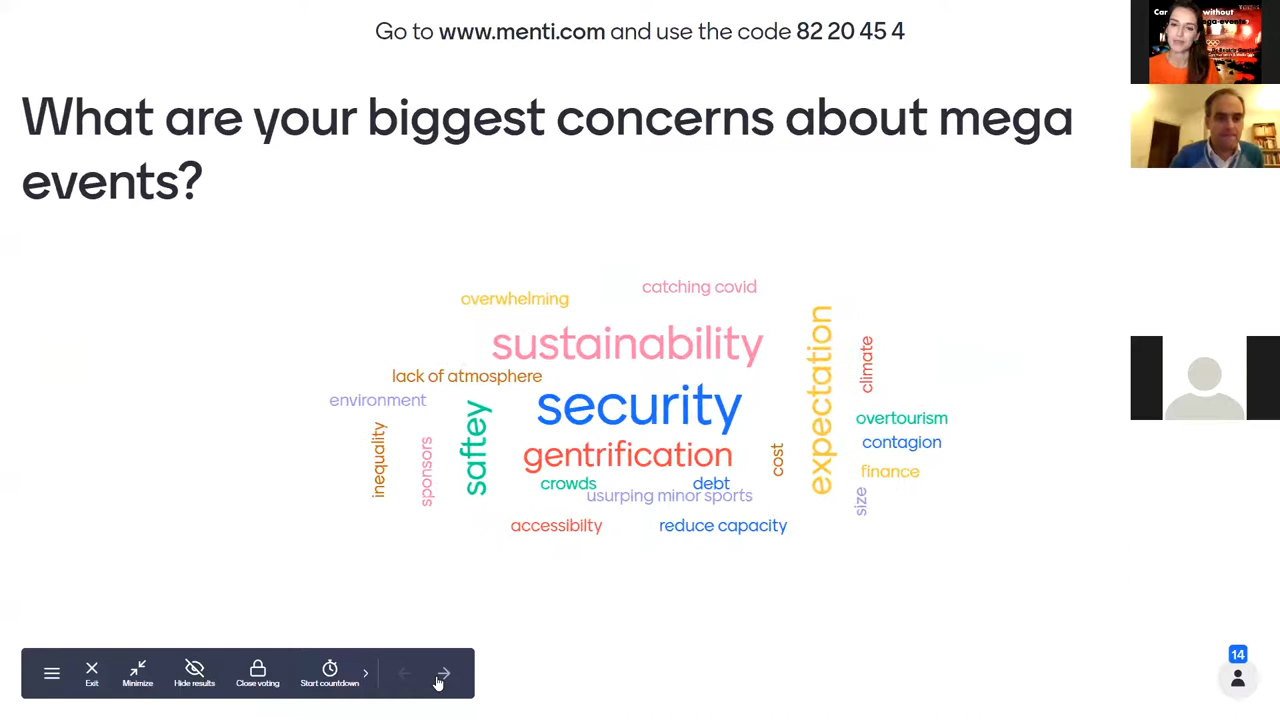 Go to www.menti.com and use the code 82 20 45 4
What are your biggest concerns about mega
events?
overwhelming
catching covid
sustainability
expectation
climate
lack of atmosphere
environment
security
saftey
overtourism
inequality
sponsors
gentrification
cost
contagion
finance
crowds
debt
usurping minor sports
size
accessibilty
reduce capacity
Exit
Minimize
Hide results
Close voting
Start countdown
14
without